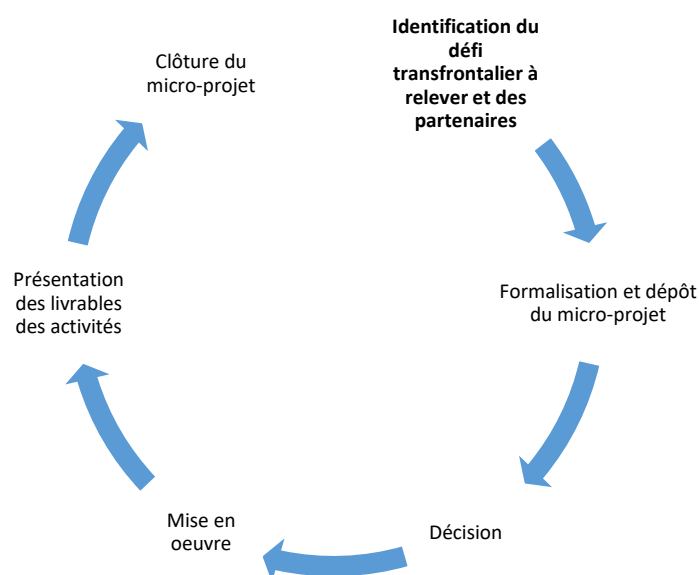 Identification du
défi
transfrontalier à
relever et des
partenaires
Formalisation et dépôt
du micro-projet
Décision
Mise en
oeuvre
Présentation
des livrables
des activités
Clôture du
micro-projet